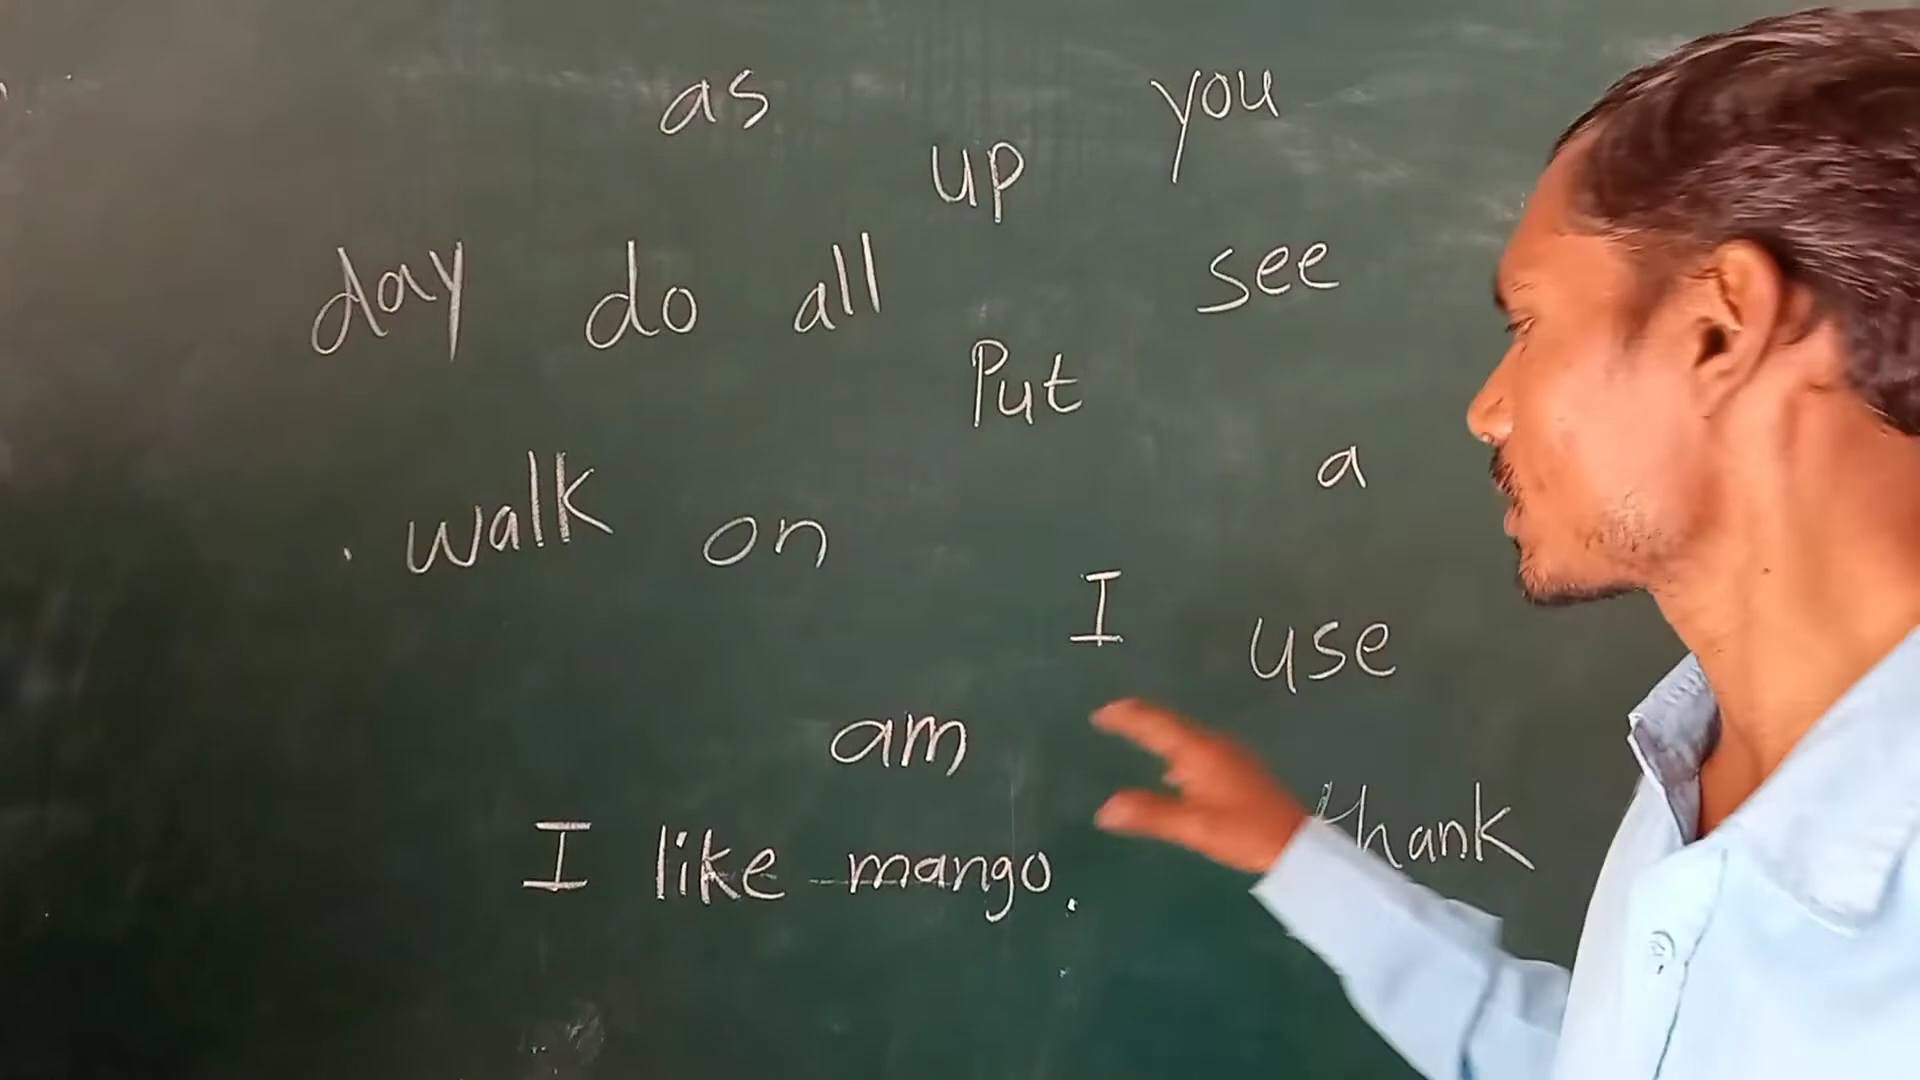 as you
up
day do all see
Put
walk on a
I use
am
I like mango.
thank